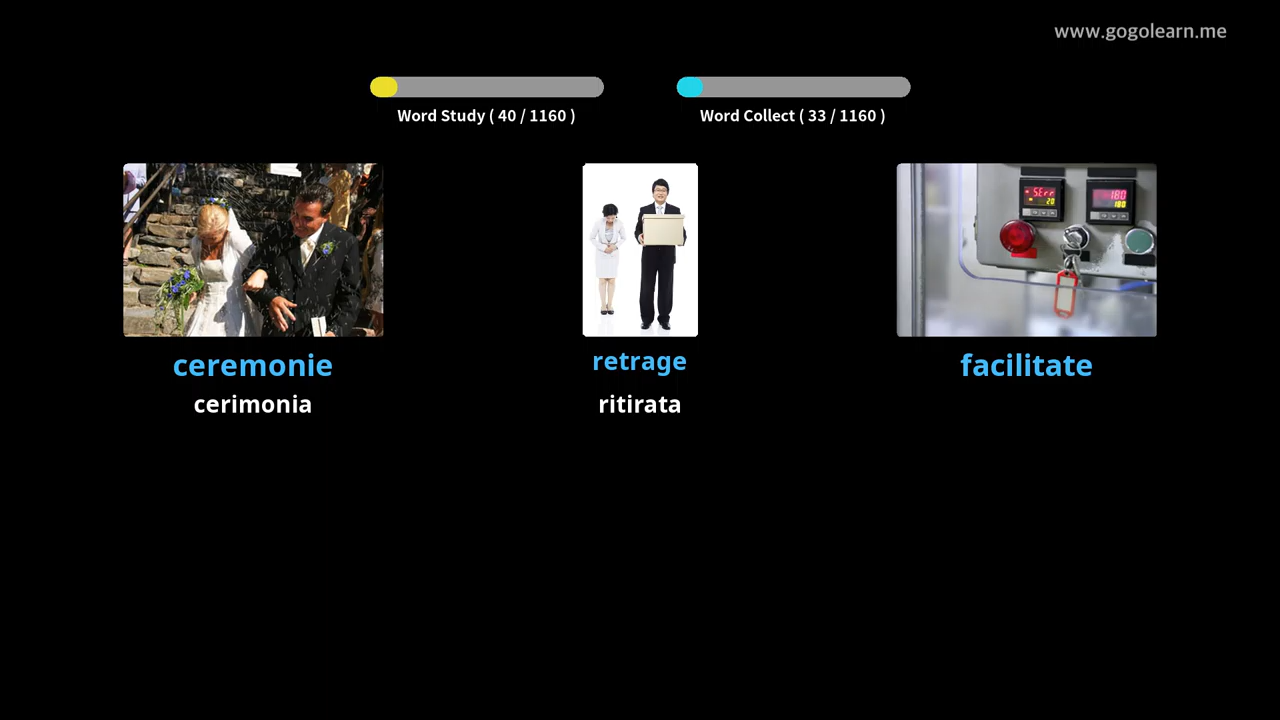 www.gogolearn.me
Word Study ( 40 / 1160 )
Word Collect ( 33 / 1160 )
ceremonie
cerimonia
retrage
ritirata
facilitate